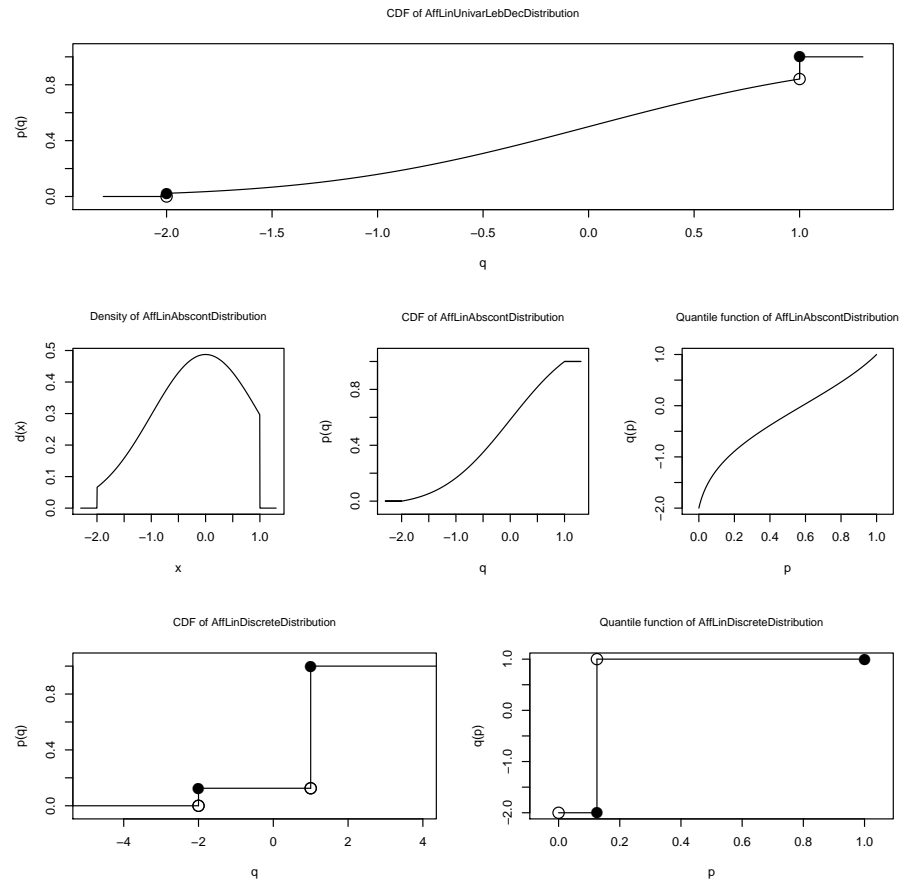 CDF of AffLinUnivarLebDecDistribution
p(q)
0.0 0.4 0.8
−2.0 −1.5 −1.0 −0.5 0.0 0.5 1.0
q
Density of AffLinAbscontDistribution
d(x)
0.0 0.1 0.2 0.3 0.4 0.5
−2.0 −1.0 0.0 1.0
x
CDF of AffLinAbscontDistribution
p(q)
0.0 0.4 0.8
−2.0 −1.0 0.0 1.0
q
Quantile function of AffLinAbscontDistribution
q(p)
−2.0 −1.0 0.0 1.0
0.0 0.2 0.4 0.6 0.8 1.0
p
CDF of AffLinDiscreteDistribution
p(q)
0.0 0.4 0.8
−4 −2 0 2 4
q
Quantile function of AffLinDiscreteDistribution
q(p)
−2.0 −1.0 0.0 1.0
0.0 0.2 0.4 0.6 0.8 1.0
p